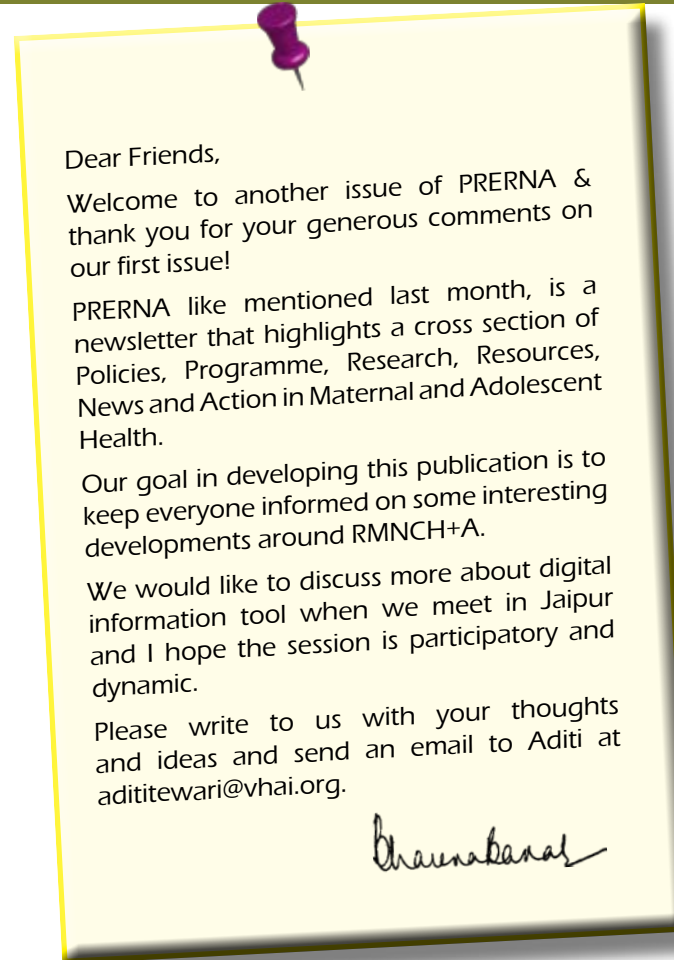 Dear Friends,
Welcome to another issue of PRERNA &
thank you for your generous comments on
our first issue!
PRERNA like mentioned last month, is a
newsletter that highlights a cross section of
Policies, Programme, Research, Resources,
News and Action in Maternal and Adolescent
Health.
Our goal in developing this publication is to
keep everyone informed on some interesting
developments around RMNCH+A.
We would like to discuss more about digital
information tool when we meet in Jaipur
and I hope the session is participatory and
dynamic.
Please write to us with your thoughts
and ideas and send an email to Aditi at
adititewari@vhai.org.